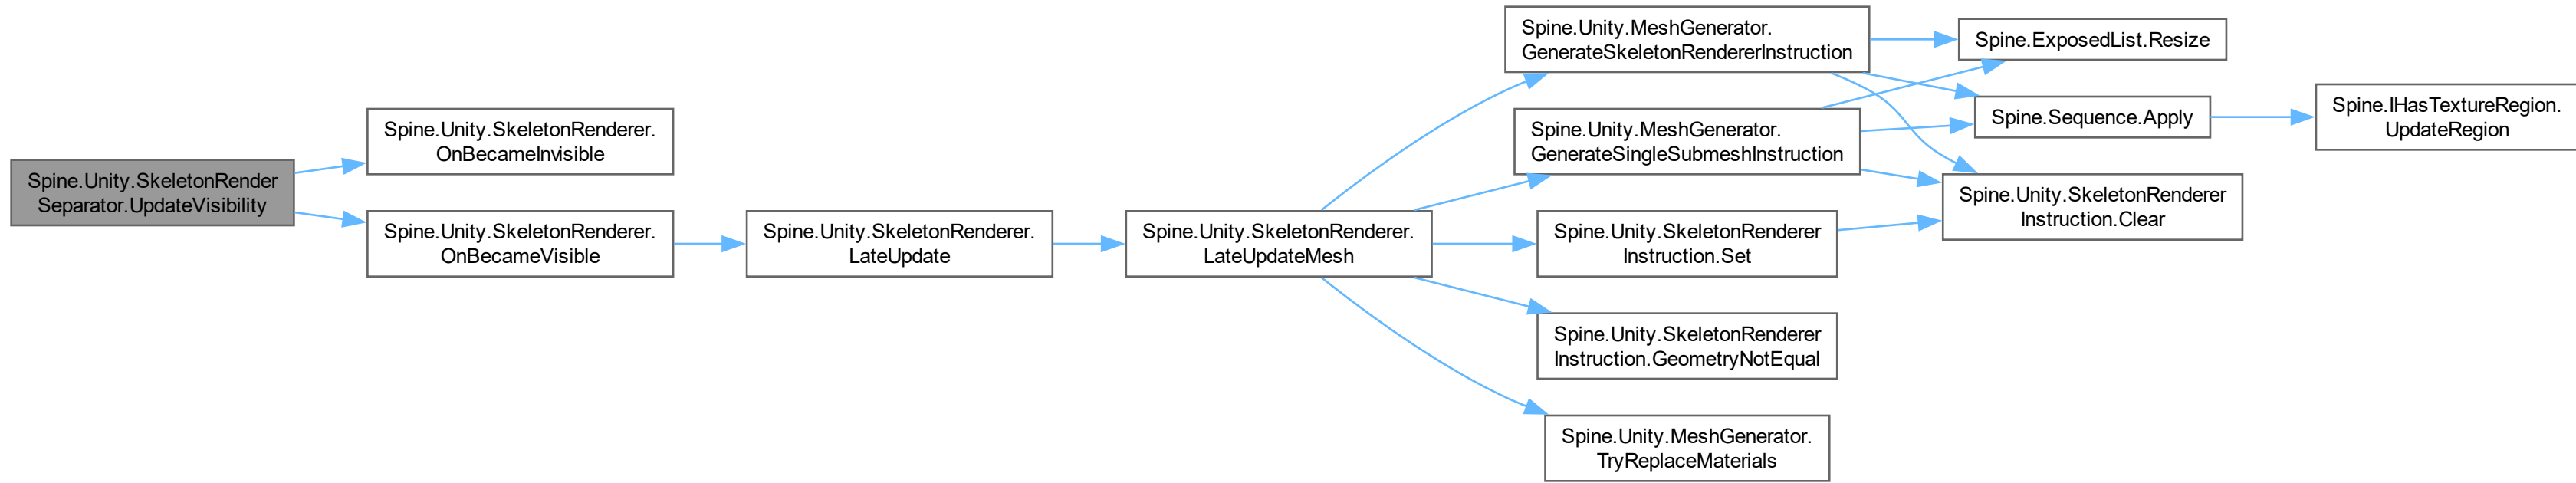 Spine.Unity.SkeletonRender
Separator.UpdateVisibility
Spine.Unity.SkeletonRenderer.
OnBecameInvisible
Spine.Unity.SkeletonRenderer.
OnBecameVisible
Spine.Unity.SkeletonRenderer.
LateUpdate
Spine.Unity.SkeletonRenderer.
LateUpdateMesh
Spine.Unity.MeshGenerator.
GenerateSkeletonRendererInstruction
Spine.Unity.MeshGenerator.
GenerateSingleSubmeshInstruction
Spine.Unity.SkeletonRenderer
Instruction.Set
Spine.Unity.SkeletonRenderer
Instruction.GeometryNotEqual
Spine.Unity.MeshGenerator.
TryReplaceMaterials
Spine.ExposedList.Resize
Spine.Sequence.Apply
Spine.Unity.SkeletonRenderer
Instruction.Clear
Spine.IHasTextureRegion.
UpdateRegion